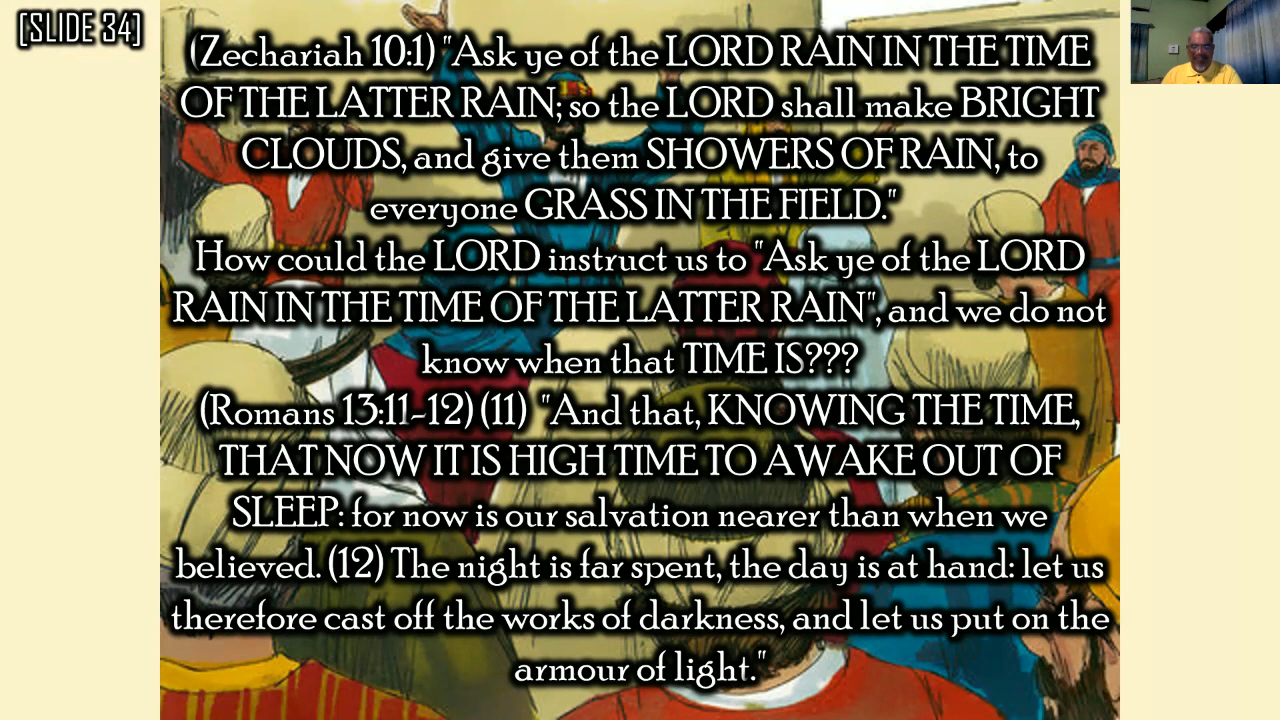 [SLIDE 34]
(Zechariah 10:1) "Ask ye of the LORD RAIN IN THE TIME
OF THE LATTER RAIN; so the LORD shall make BRIGHT
CLOUDS, and give them SHOWERS OF RAIN, to
everyone GRASS IN THE FIELD."
How could the LORD instruct us to "Ask ye of the LORD
RAIN IN THE TIME OF THE LATTER RAIN", and we do not
know when that TIME IS???
(Romans 13:11-12) (11) "And that, KNOWING THE TIME,
THAT NOW IT IS HIGH TIME TO AWAKE OUT OF
SLEEP: for now is our salvation nearer than when we
believed. (12) The night is far spent, the day is at hand: let us
therefore cast off the works of darkness, and let us put on the
armour of light."